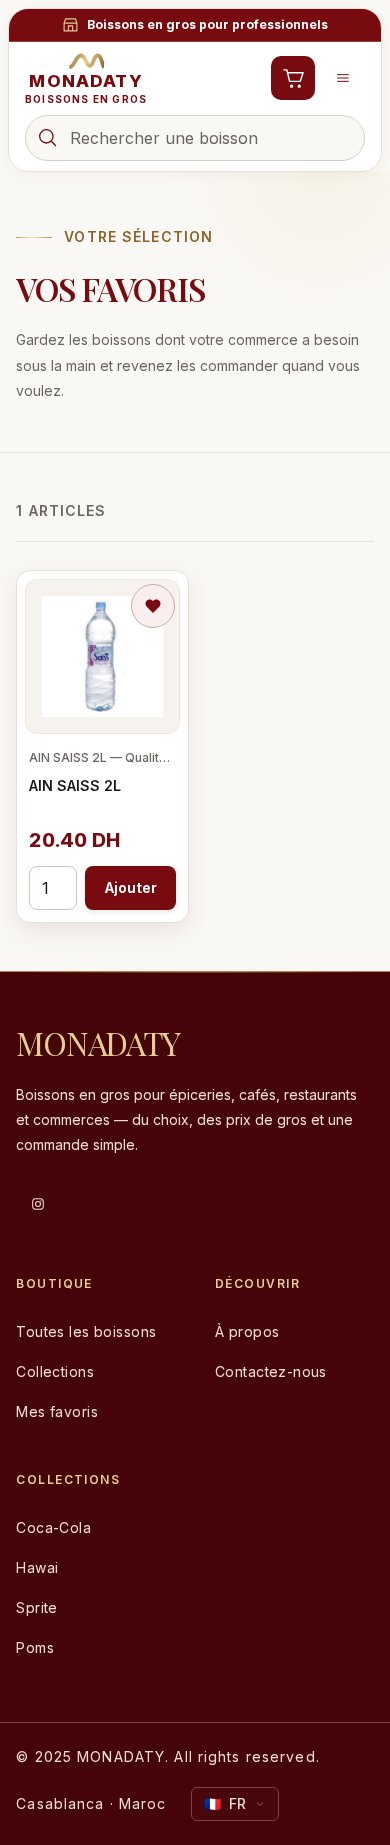 Boissons en gros pour professionnels
MONADATY
BOISSONS EN GROS
Rechercher une boisson
VOTRE SÉLECTION
VOS FAVORIS
Gardez les boissons dont votre commerce a besoin
sous la main et revenez les commander quand vous
voulez.
1 ARTICLES
Saiss
AIN SAISS 2L — Qualit...
AIN SAISS 2L
20.40 DH
1
Ajouter
MONADATY
Boissons en gros pour épiceries, cafés, restaurants
et commerces — du choix, des prix de gros et une
commande simple.
BOUTIQUE
Toutes les boissons
Collections
Mes favoris
DÉCOUVRIR
À propos
Contactez-nous
COLLECTIONS
Coca-Cola
Hawai
Sprite
Poms
© 2025 MONADATY. All rights reserved.
Casablanca · Maroc
FR